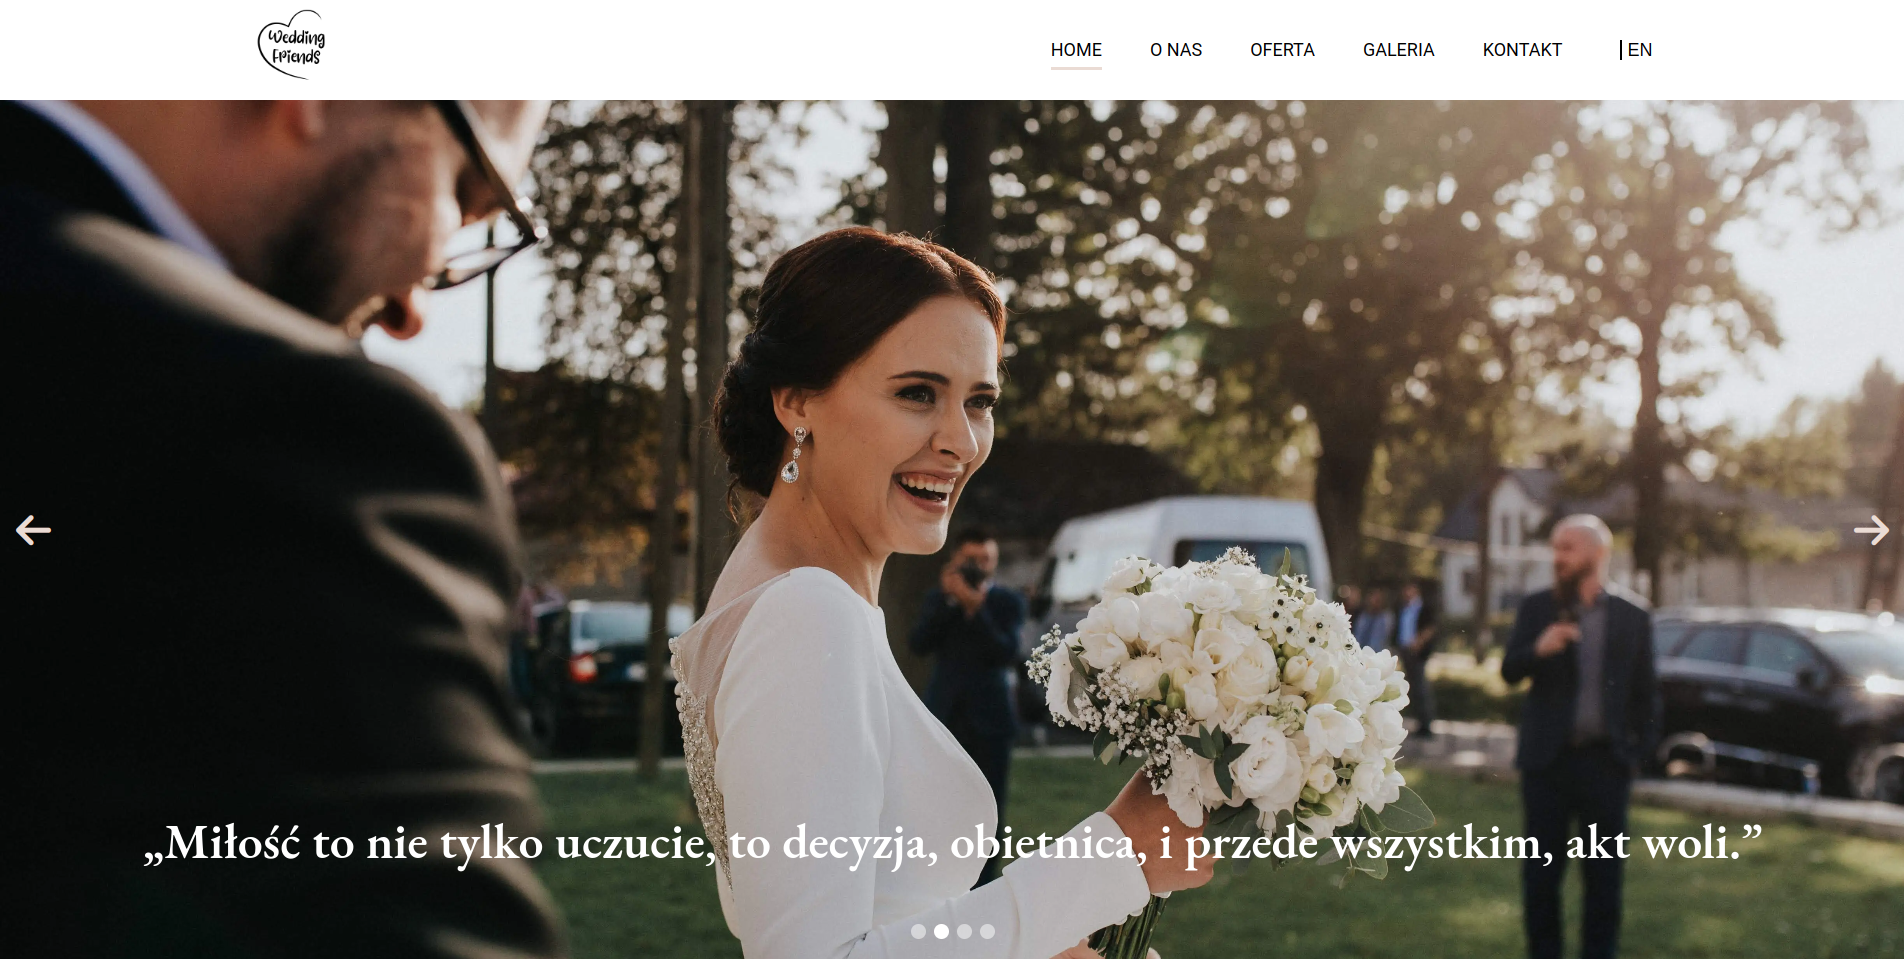 Wedding
Friends
HOME O NAS OFERTA GALERIA KONTAKT | EN
„Miłość to nie tylko uczucie, to decyzja, obietnica, i przede wszystkim, akt woli.”